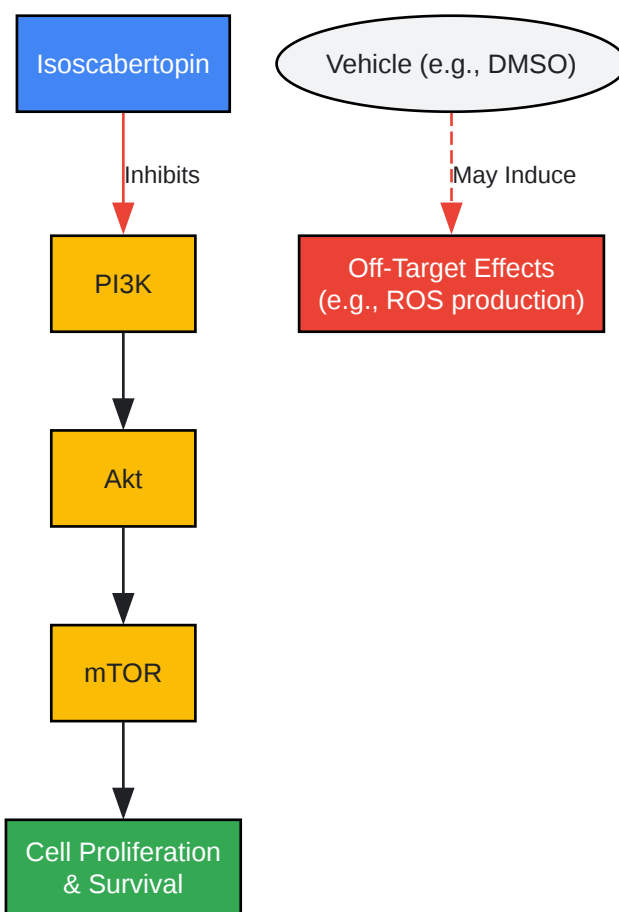 Isoscabertopin
Vehicle (e.g., DMSO)
Inhibits
May Induce
PI3K
Off-Target Effects
(e.g., ROS production)
Akt
mTOR
Cell Proliferation
& Survival